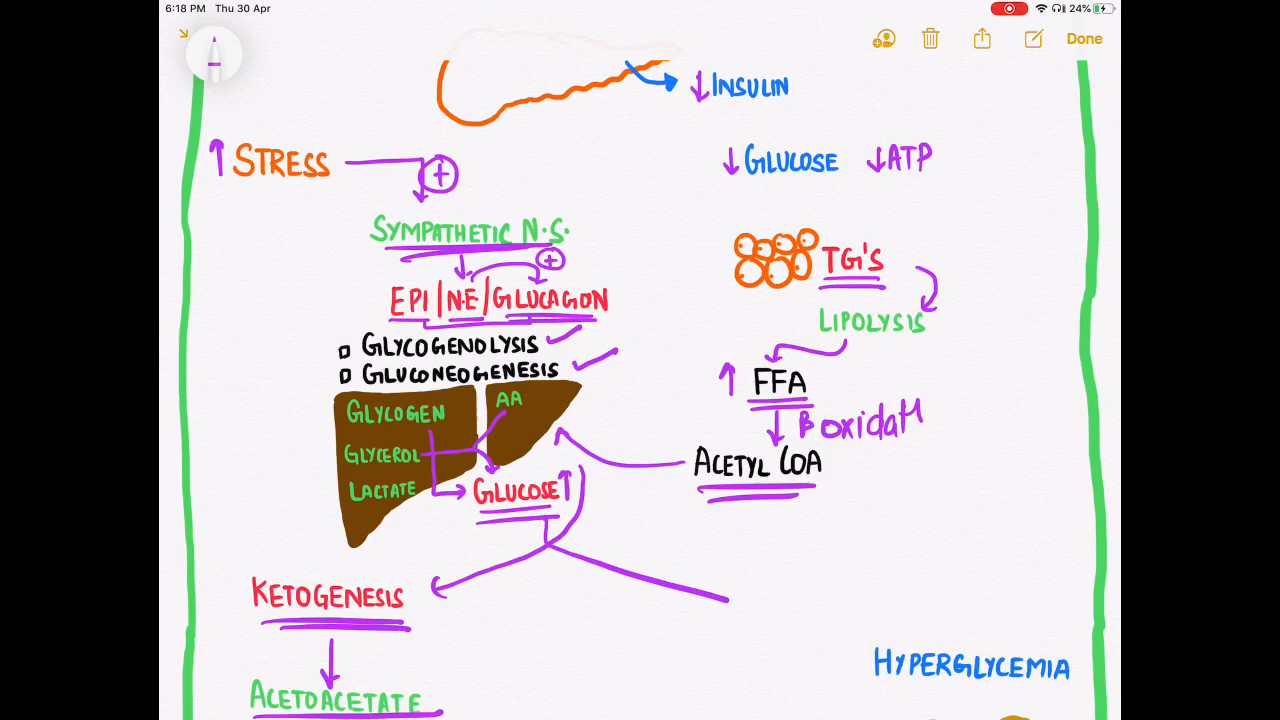 6:18 PM Thu 30 Apr
24%
Done
↓ INSULIN
↑ STRESS
+
↓ GLUCOSE ↓ ATP
SYMPATHETIC N.S.
+
TG'S
EPI/NE/GLUCAGON
LIPOLYSIS
GLYCOGENOLYSIS
GLUCONEOGENESIS
↑ FFA
GLYCOGEN
AA
β oxidat
GLYCEROL
ACETYL COA
LACTATE
GLUCOSE ↑
KETOGENESIS
HYPERGLYCEMIA
ACETOACETATE